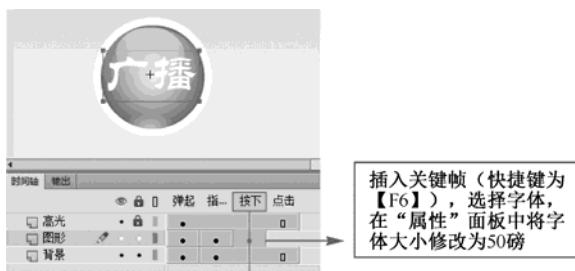 广播
时间轴 输出
弹起 指... 按下 点击
高光
图形
背景
插入关键帧（快捷键为
【F6】），选择字体，
在“属性”面板中将字
体大小修改为50磅